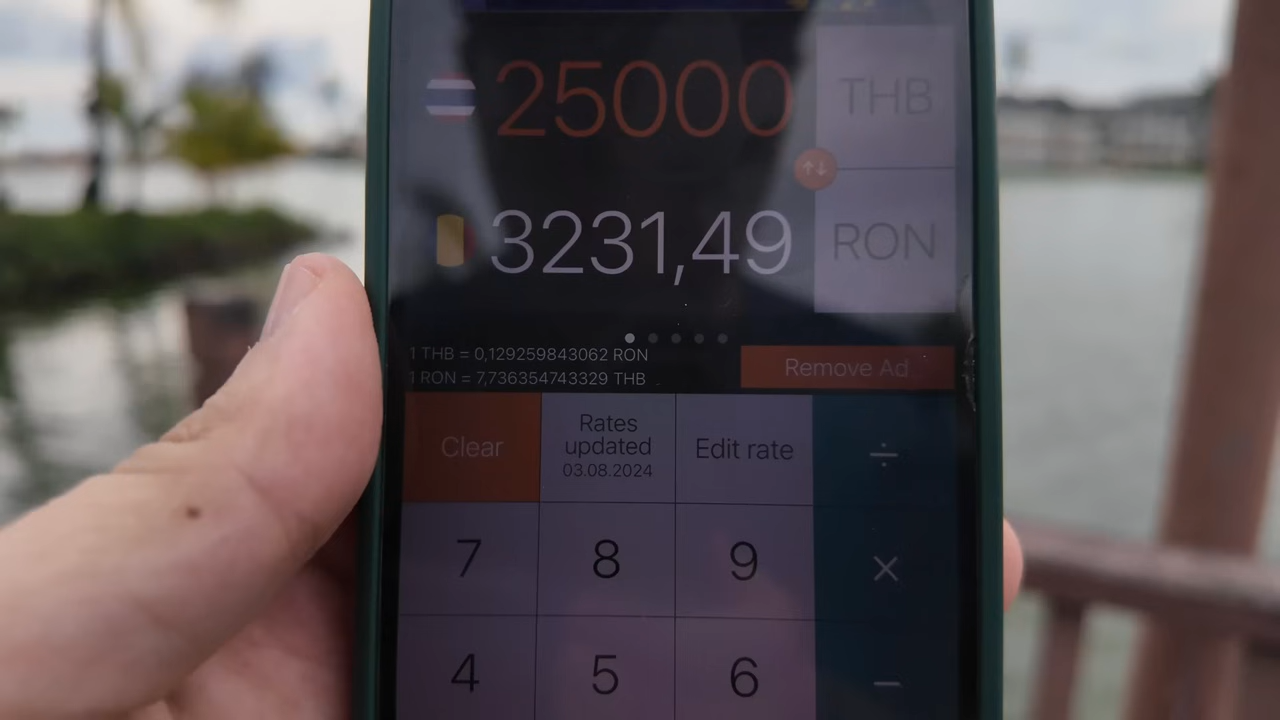 25000 THB
3231,49 RON
1 THB = 0,129259843062 RON
1 RON = 7,736354743329 THB
Remove Ad
Clear
Rates
updated
03.08.2024
Edit rate
÷
7 8 9 ×
4 5 6 −